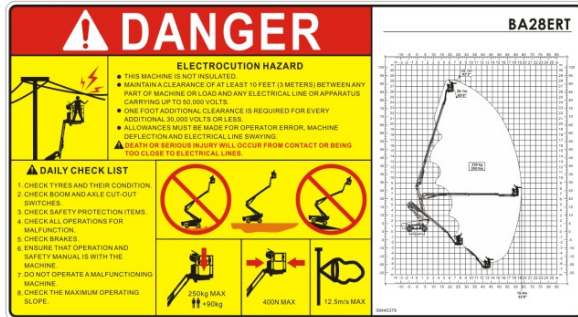 DANGER
ELECTROCUTION HAZARD
● THIS MACHINE IS NOT INSULATED.
● MAINTAIN A CLEARANCE OF AT LEAST 10 FEET (3 METERS) BETWEEN ANY
PART OF MACHINE OR LOAD AND ANY ELECTRICAL LINE OR APPARATUS
CARRYING UP TO 50,000 VOLTS.
● ONE FOOT ADDITIONAL CLEARANCE IS REQUIRED FOR EVERY
ADDITIONAL 30,000 VOLTS OR LESS.
● ALLOWANCES MUST BE MADE FOR OPERATOR ERROR, MACHINE
DEFLECTION AND ELECTRICAL LINE SWAYING.
DEATH OR SERIOUS INJURY WILL OCCUR FROM CONTACT OR BEING
TOO CLOSE TO ELECTRICAL LINES.
DAILY CHECK LIST
1. CHECK TYRES AND THEIR CONDITION.
2. CHECK BOOM AND AXLE CUT-OUT
SWITCHES.
3. CHECK SAFETY PROTECTION ITEMS.
4. CHECK ALL OPERATIONS FOR
MALFUNCTION.
5. CHECK BRAKES.
6. ENSURE THAT OPERATION AND
SAFETY MANUAL IS WITH THE
MACHINE.
7. DO NOT OPERATE A MALFUNCTIONING
MACHINE.
8. CHECK THE MAXIMUM OPERATING
SLOPE.
250kg MAX
+90kg
400N MAX
12.5m/s MAX
BA28ERT